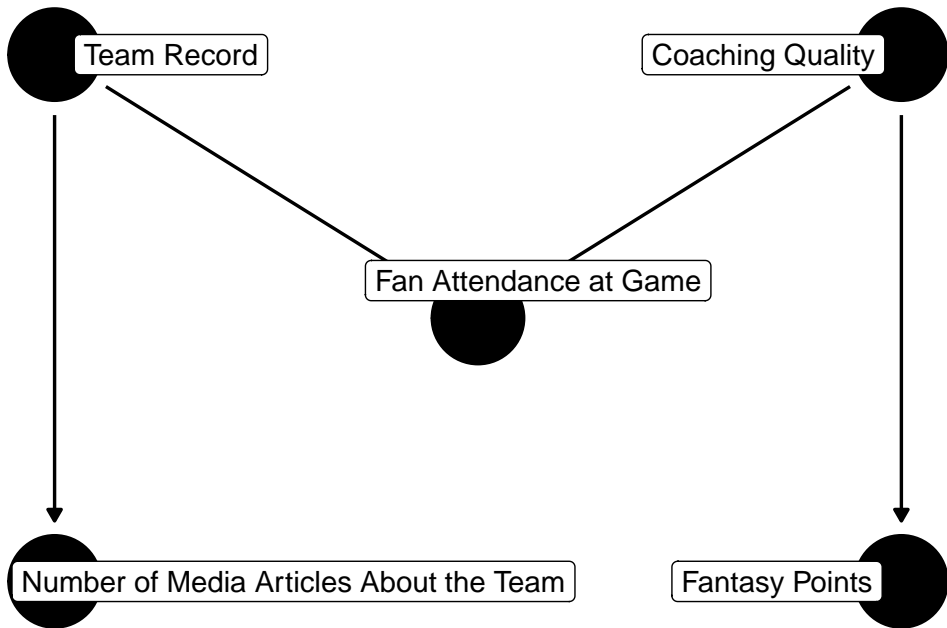 Team Record
Coaching Quality
Fan Attendance at Game
Number of Media Articles About the Team
Fantasy Points